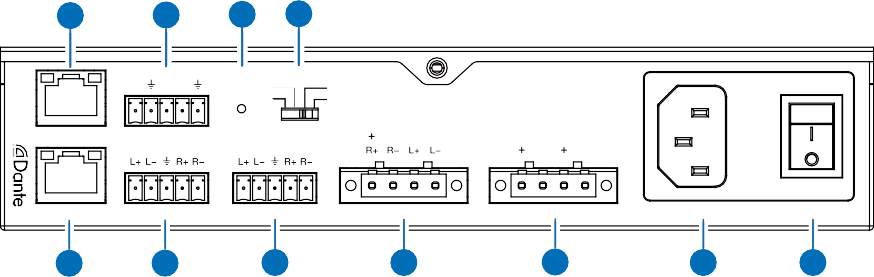 +
R+ R- L+ L-
+ +
L+ L- R+ R-
L+ L- R+ R-
Dante